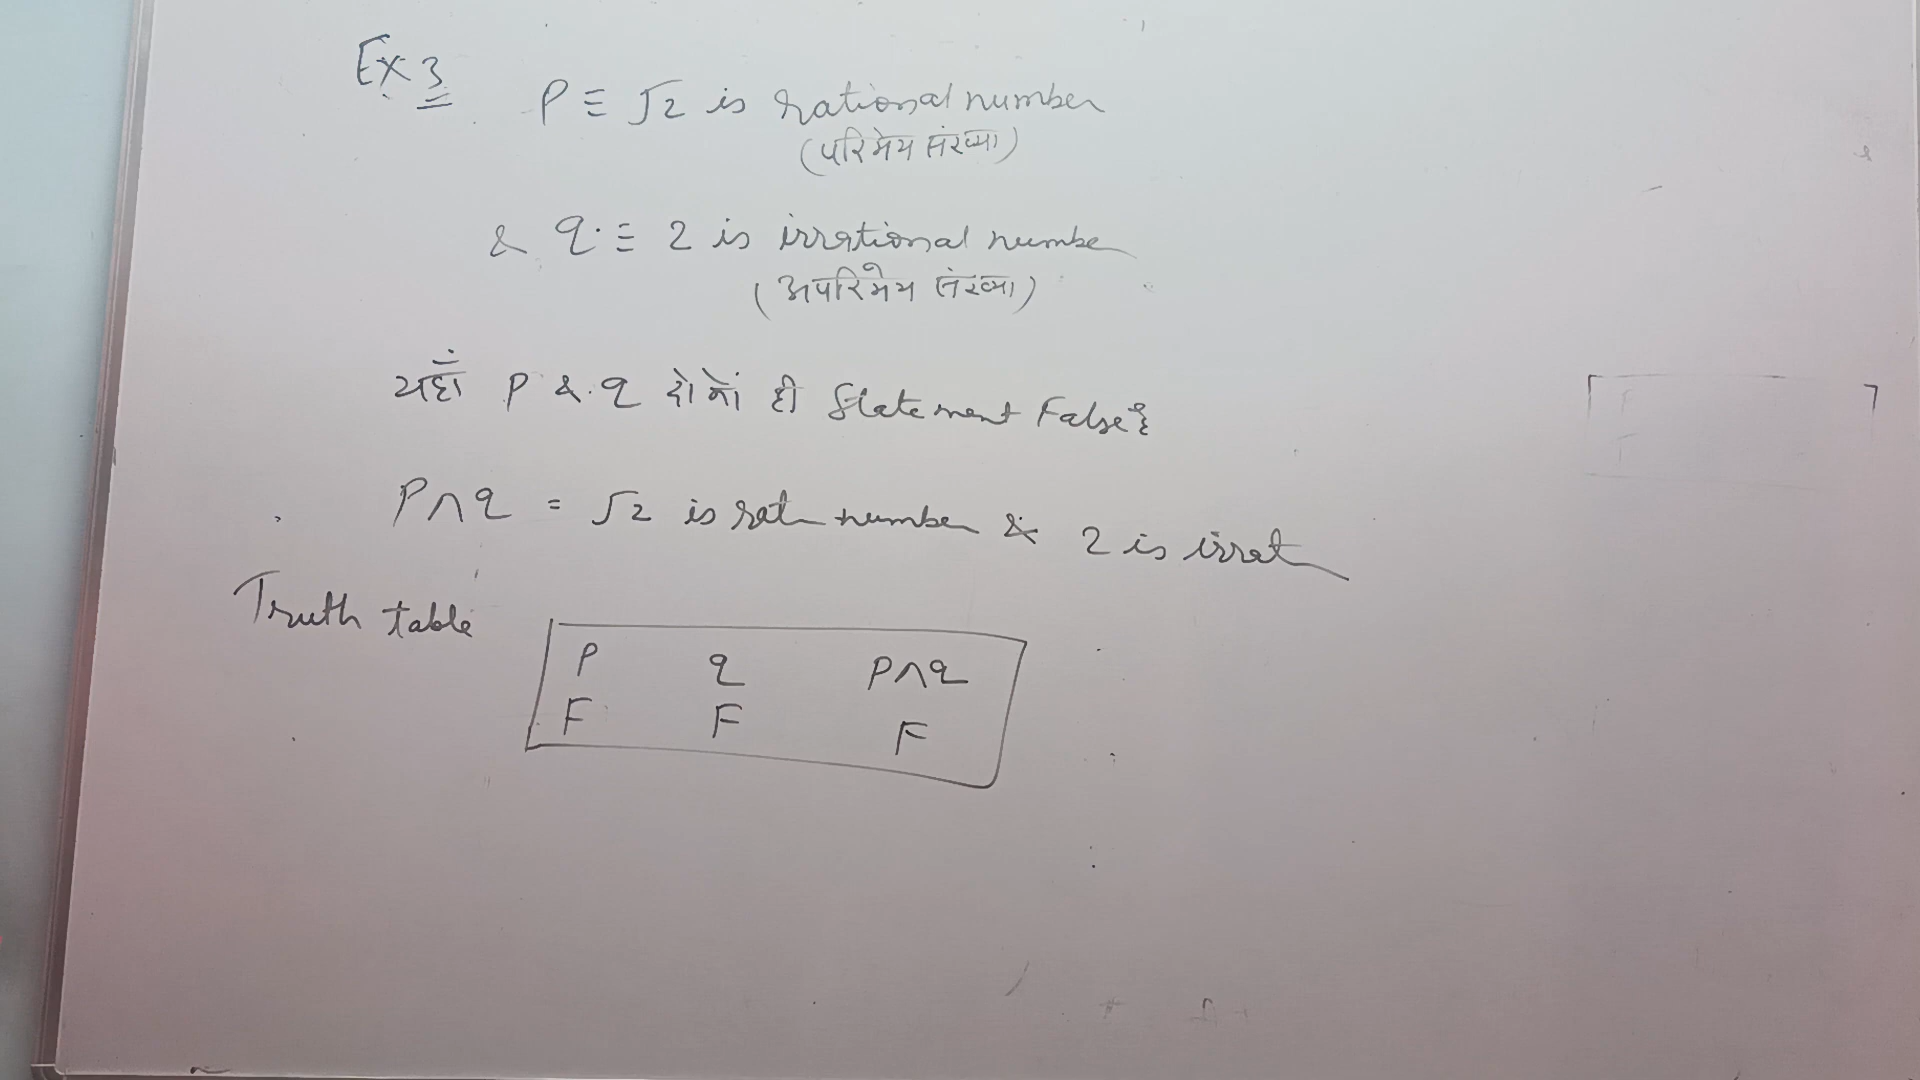 Ex 3
P ≡ √2 is rational number
(परिमेय संख्या)
& q ≡ 2 is irrational number
(अपरिमेय संख्या)
यहाँ P & q दोनों ही Statement False है
P∧q = √2 is rat number & 2 is irrat
Truth table
P q P∧q
F F F